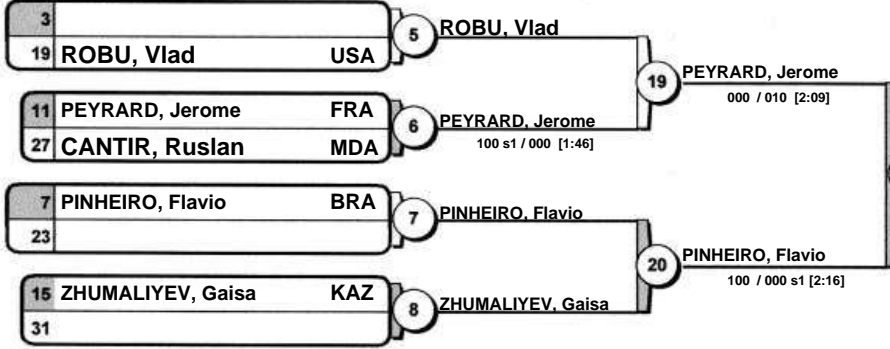 3
19 ROBU, Vlad USA
5 ROBU, Vlad
11 PEYRARD, Jerome FRA
27 CANTIR, Ruslan MDA
6 PEYRARD, Jerome
100 s1 / 000 [1:46]
19 PEYRARD, Jerome
000 / 010 [2:09]
7 PINHEIRO, Flavio BRA
23
7 PINHEIRO, Flavio
15 ZHUMALIYEV, Gaisa KAZ
31
8 ZHUMALIYEV, Gaisa
20 PINHEIRO, Flavio
100 / 000 s1 [2:16]